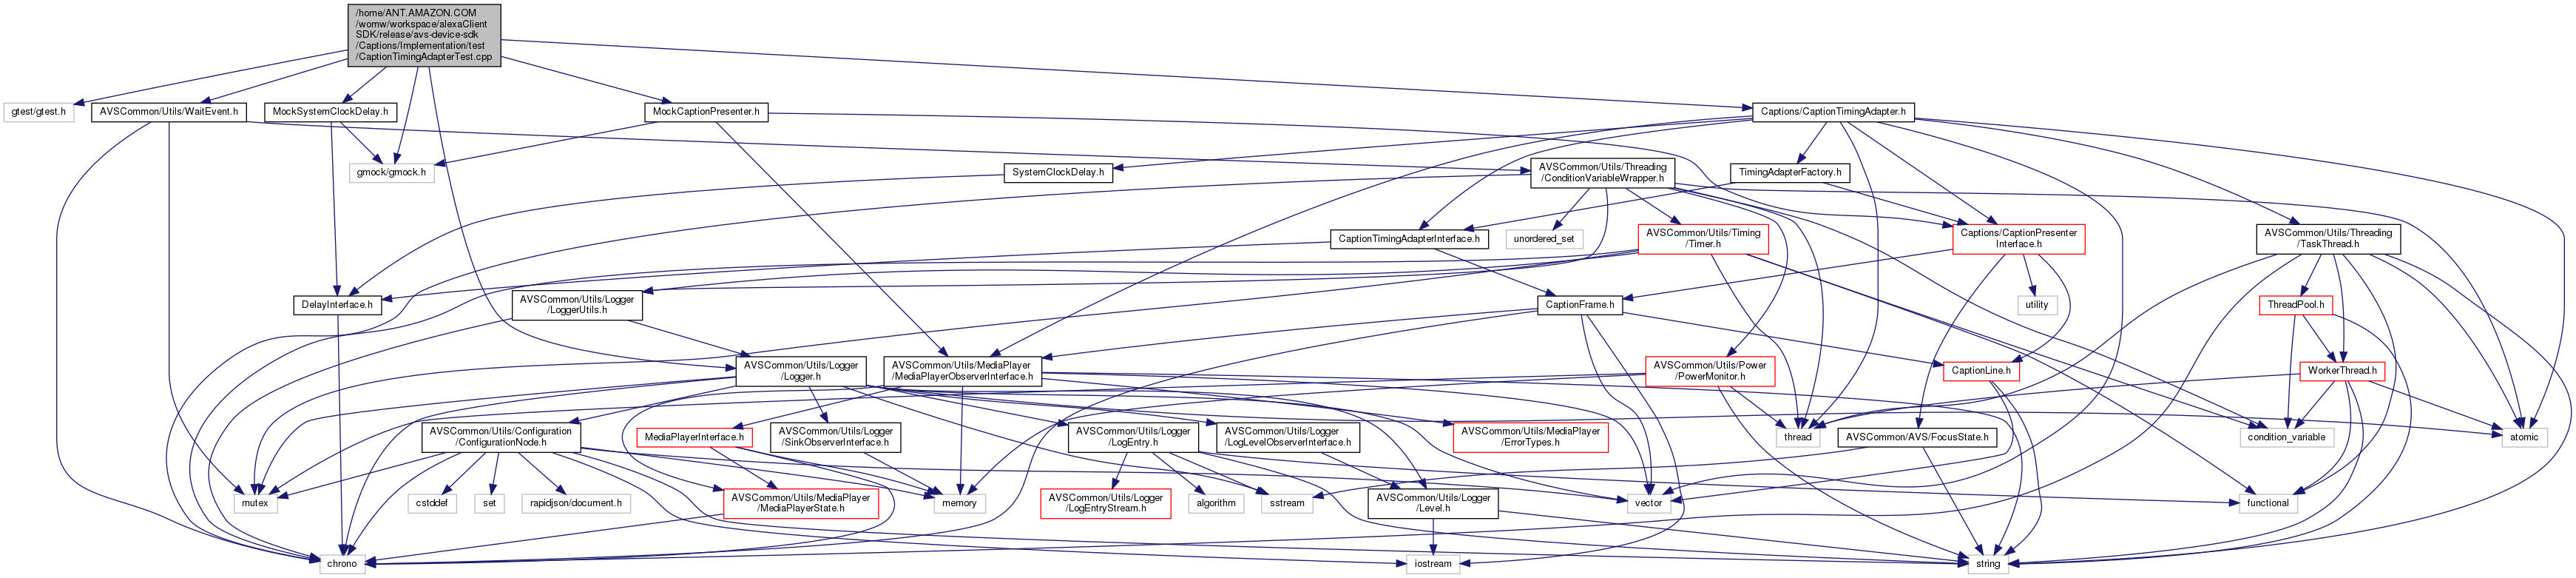 /home/ANT.AMAZON.COM
/womw/workspace/alexaClient
SDK/release/avs-device-sdk
/Captions/Implementation/test
/CaptionTimingAdapterTest.cpp
gtest/gtest.h
AVSCommon/Utils/WaitEvent.h
MockSystemClockDelay.h
MockCaptionPresenter.h
Captions/CaptionTimingAdapter.h
gmock/gmock.h
SystemClockDelay.h
AVSCommon/Utils/Threading
/ConditionVariableWrapper.h
TimingAdapterFactory.h
CaptionTimingAdapterInterface.h
unordered_set
AVSCommon/Utils/Timing
/Timer.h
Captions/CaptionPresenter
Interface.h
AVSCommon/Utils/Threading
/TaskThread.h
DelayInterface.h
AVSCommon/Utils/Logger
/LoggerUtils.h
CaptionFrame.h
utility
ThreadPool.h
AVSCommon/Utils/Logger
/Logger.h
AVSCommon/Utils/MediaPlayer
/MediaPlayerObserverInterface.h
AVSCommon/Utils/Power
/PowerMonitor.h
CaptionLine.h
WorkerThread.h
AVSCommon/Utils/Configuration
/ConfigurationNode.h
MediaPlayerInterface.h
AVSCommon/Utils/Logger
/SinkObserverInterface.h
AVSCommon/Utils/Logger
/LogEntry.h
AVSCommon/Utils/Logger
/LogLevelObserverInterface.h
AVSCommon/Utils/MediaPlayer
/ErrorTypes.h
thread
AVSCommon/AVS/FocusState.h
condition_variable
atomic
mutex
cstddef
set
rapidjson/document.h
AVSCommon/Utils/MediaPlayer
/MediaPlayerState.h
memory
AVSCommon/Utils/Logger
/LogEntryStream.h
algorithm
sstream
AVSCommon/Utils/Logger
/Level.h
vector
functional
chrono
iostream
string